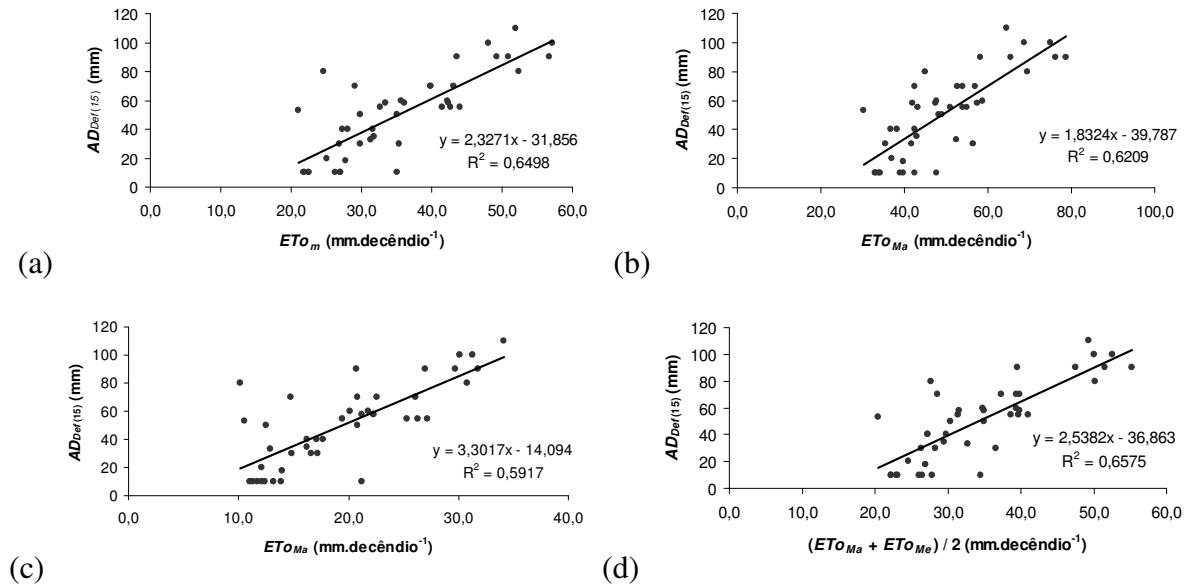 AD_Def(15) (mm)
120
100
80
60
40
20
0
0,0 10,0 20,0 30,0 40,0 50,0 60,0
y = 2,3271x - 31,856
R² = 0,6498
ETo_m (mm.decêndio⁻¹)
(a)
AD_Def(15) (mm)
120
100
80
60
40
20
0
0,0 20,0 40,0 60,0 80,0 100,0
y = 1,8324x - 39,787
R² = 0,6209
ETo_Ma (mm.decêndio⁻¹)
(b)
AD_Def(15) (mm)
120
100
80
60
40
20
0
0,0 10,0 20,0 30,0 40,0
y = 3,3017x - 14,094
R² = 0,5917
ETo_Ma (mm.decêndio⁻¹)
(c)
AD_Def(15) (mm)
120
100
80
60
40
20
0
0,0 10,0 20,0 30,0 40,0 50,0 60,0
y = 2,5382x - 36,863
R² = 0,6575
(ETo_Ma + ETo_Me) / 2 (mm.decêndio⁻¹)
(d)